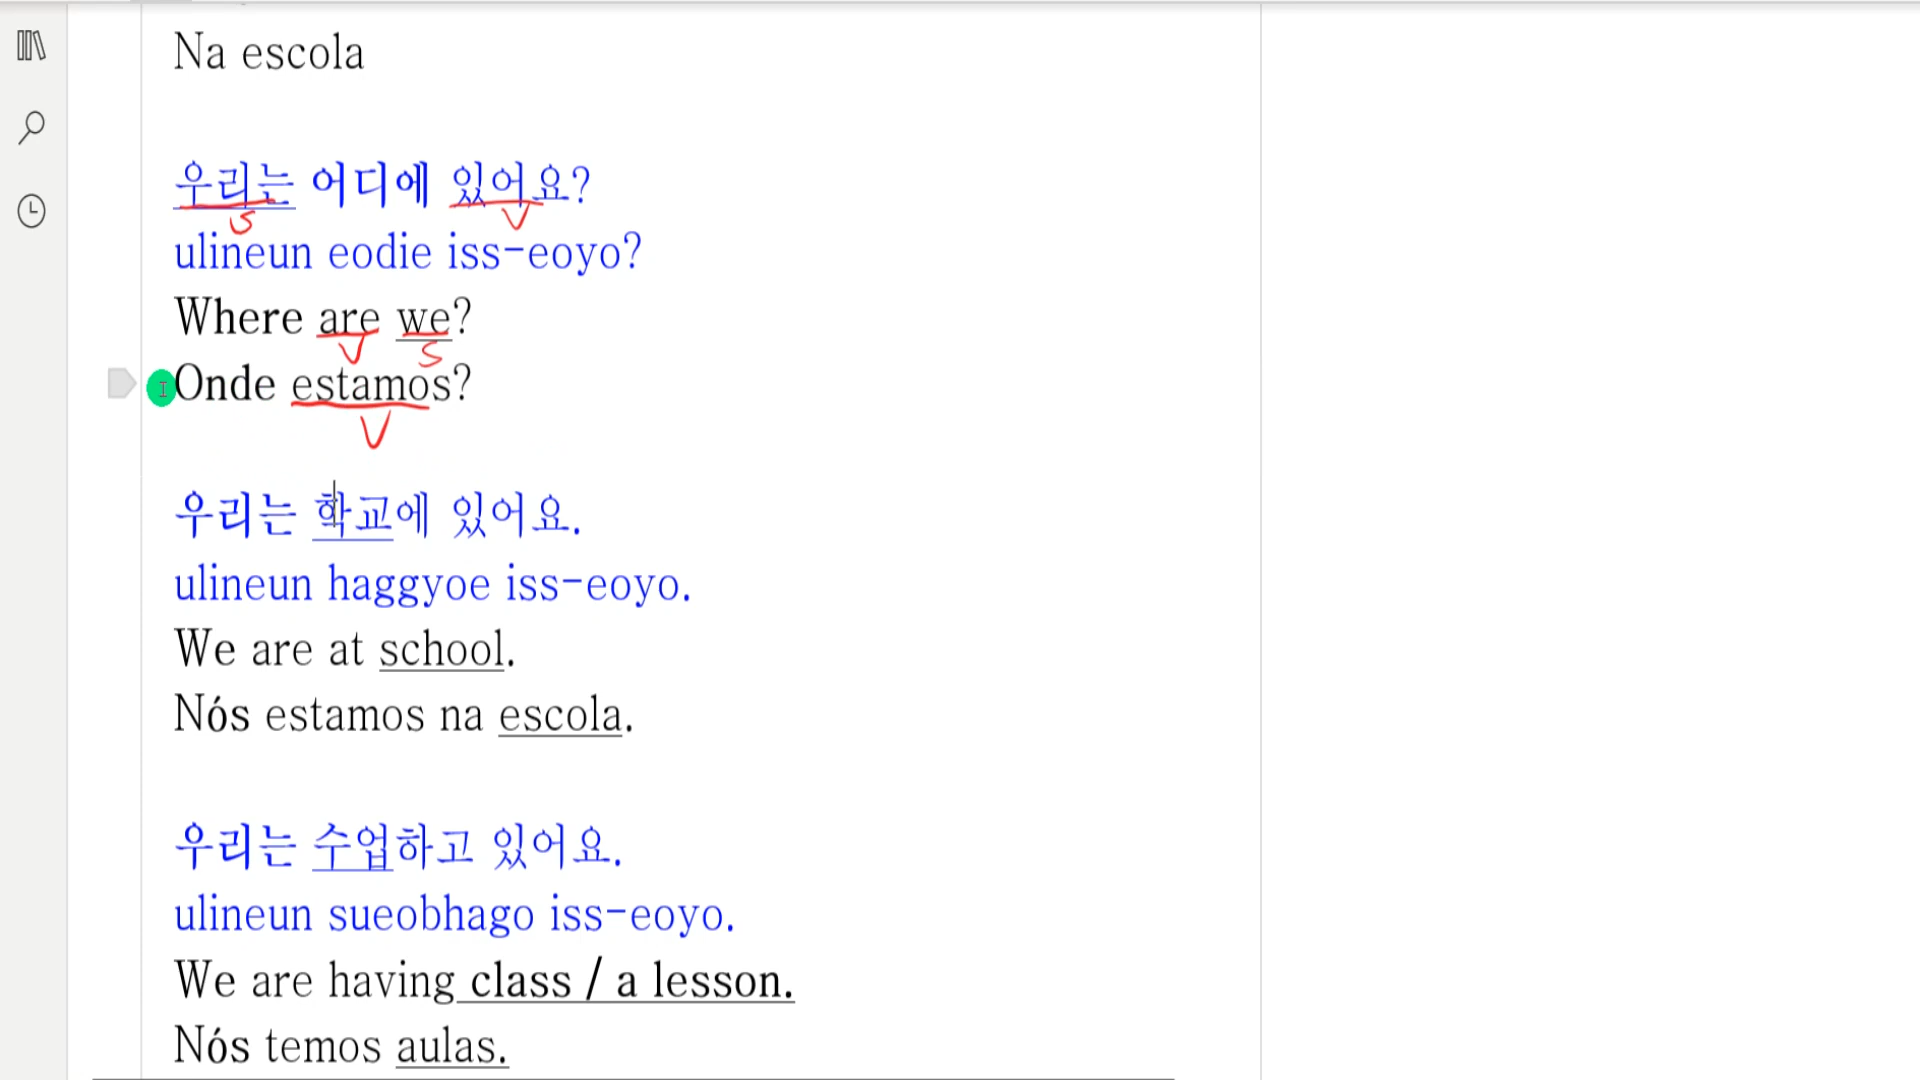 Na escola
우리는 어디에 있어요?
S V
ulineun eodie iss-eoyo?
Where are we?
V S
Onde estamos?
V
우리는 학교에 있어요.
ulineun haggyoe iss-eoyo.
We are at school.
Nós estamos na escola.
우리는 수업하고 있어요.
ulineun sueobhago iss-eoyo.
We are having class / a lesson.
Nós temos aulas.